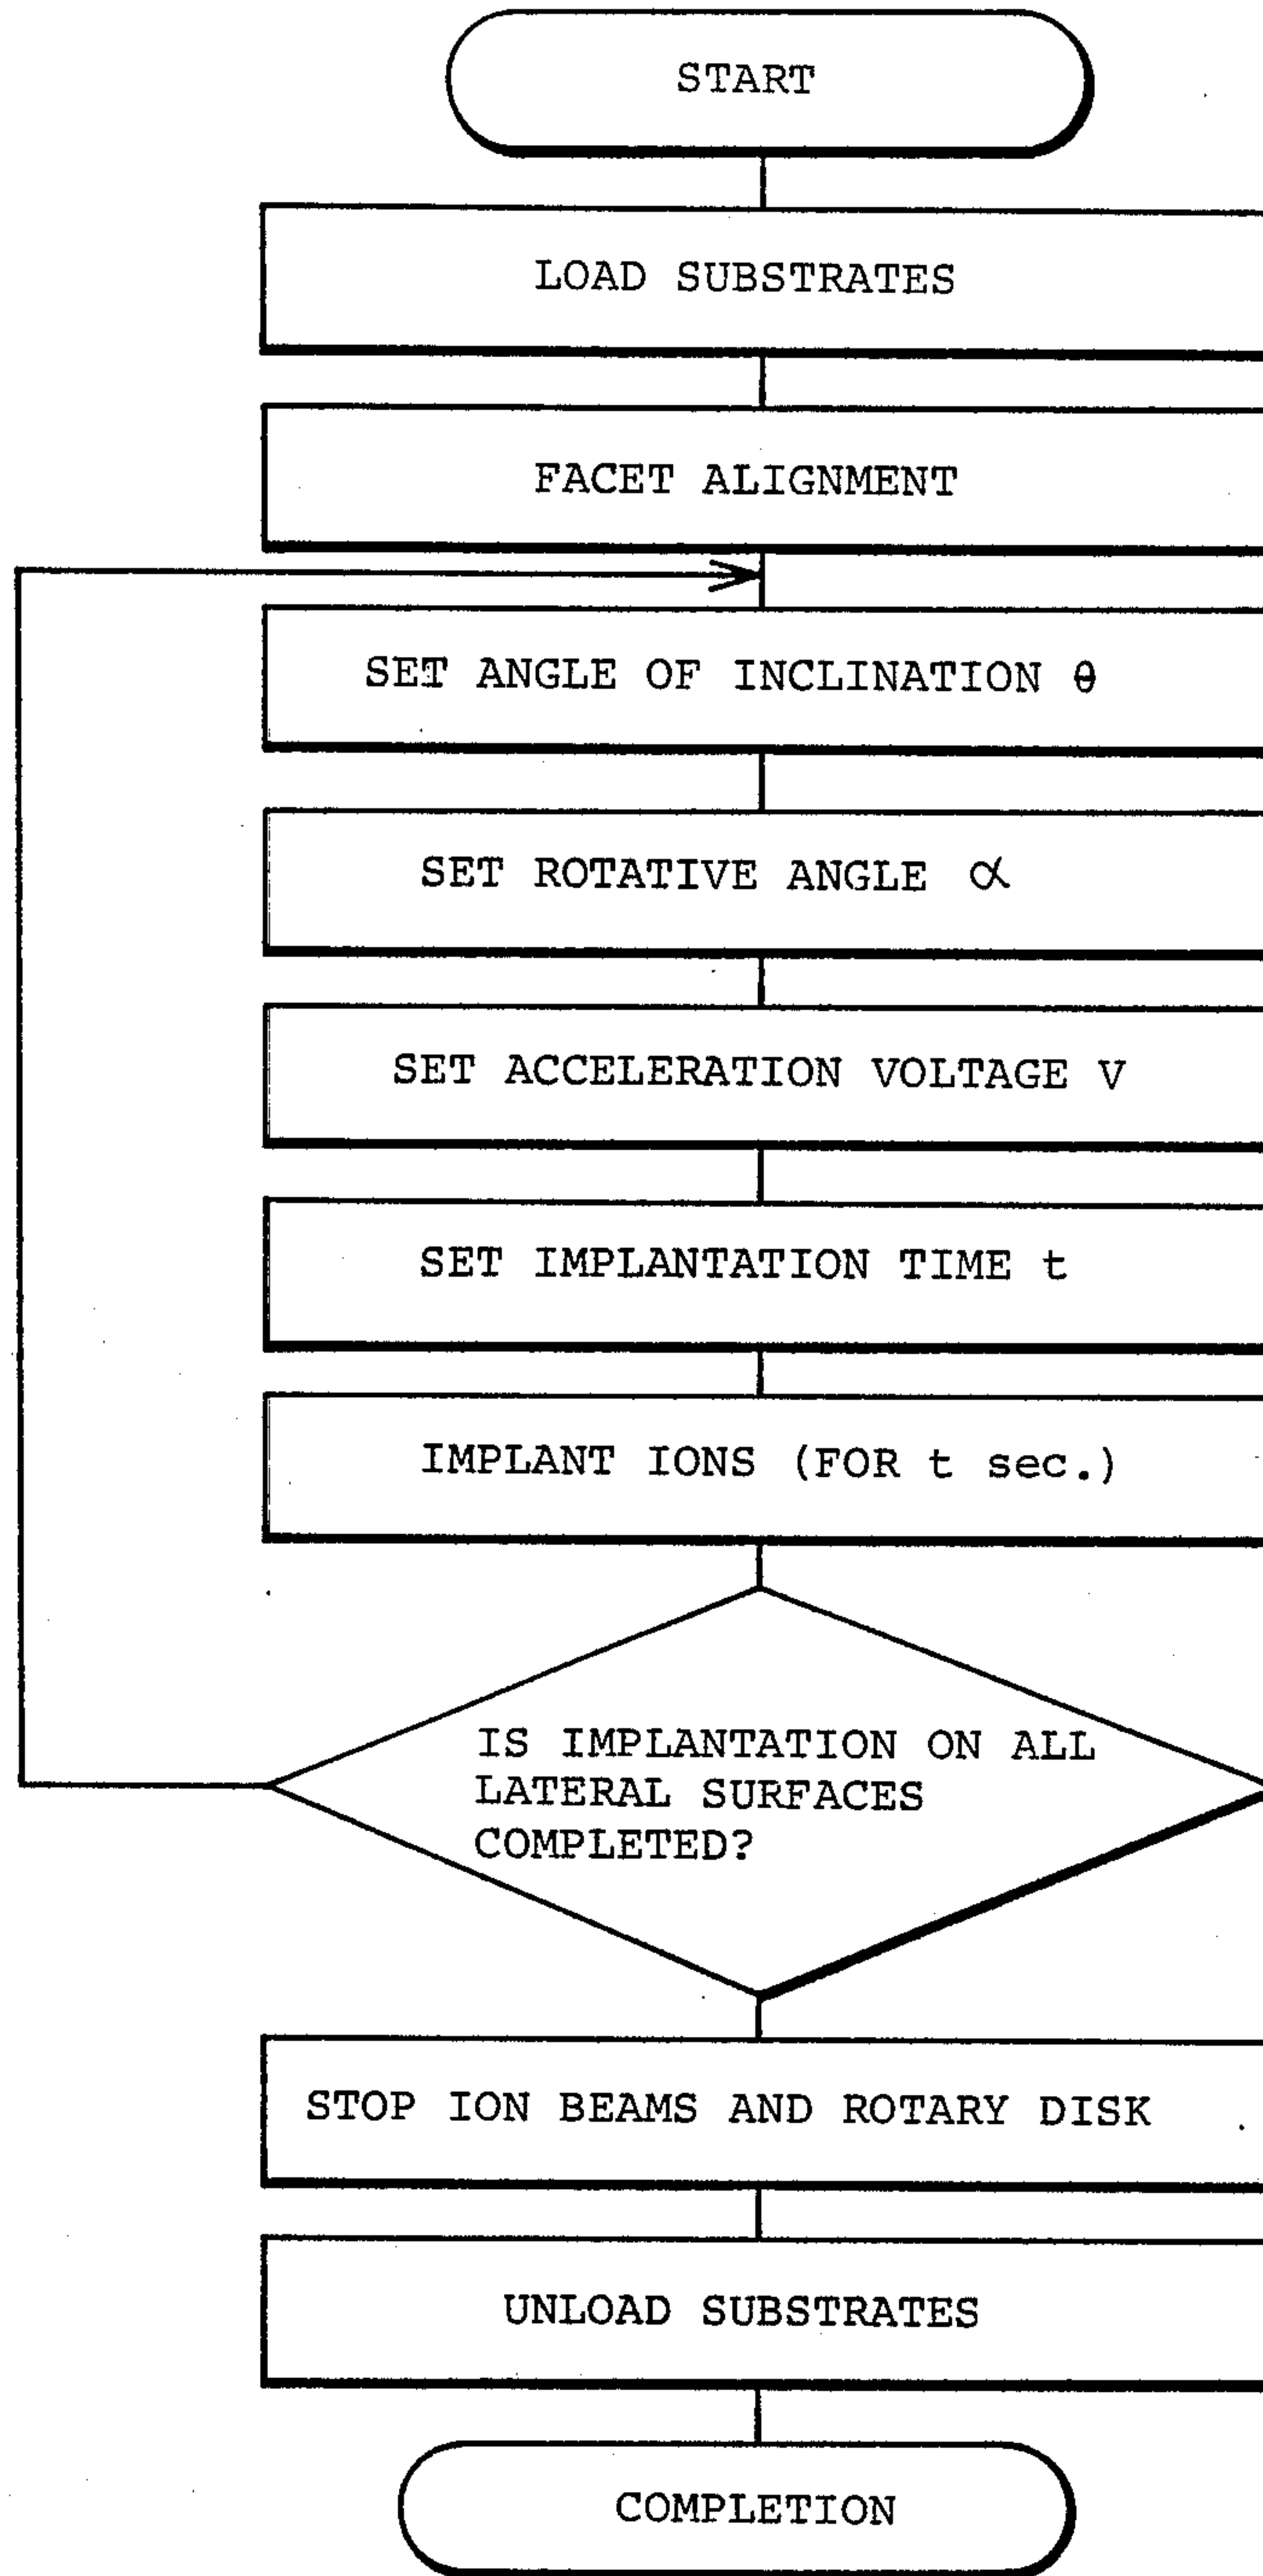 START
LOAD SUBSTRATES
FACET ALIGNMENT
SET ANGLE OF INCLINATION θ
SET ROTATIVE ANGLE α
SET ACCELERATION VOLTAGE V
SET IMPLANTATION TIME t
IMPLANT IONS (FOR t sec.)
IS IMPLANTATION ON ALL
LATERAL SURFACES
COMPLETED?
STOP ION BEAMS AND ROTARY DISK
UNLOAD SUBSTRATES
COMPLETION